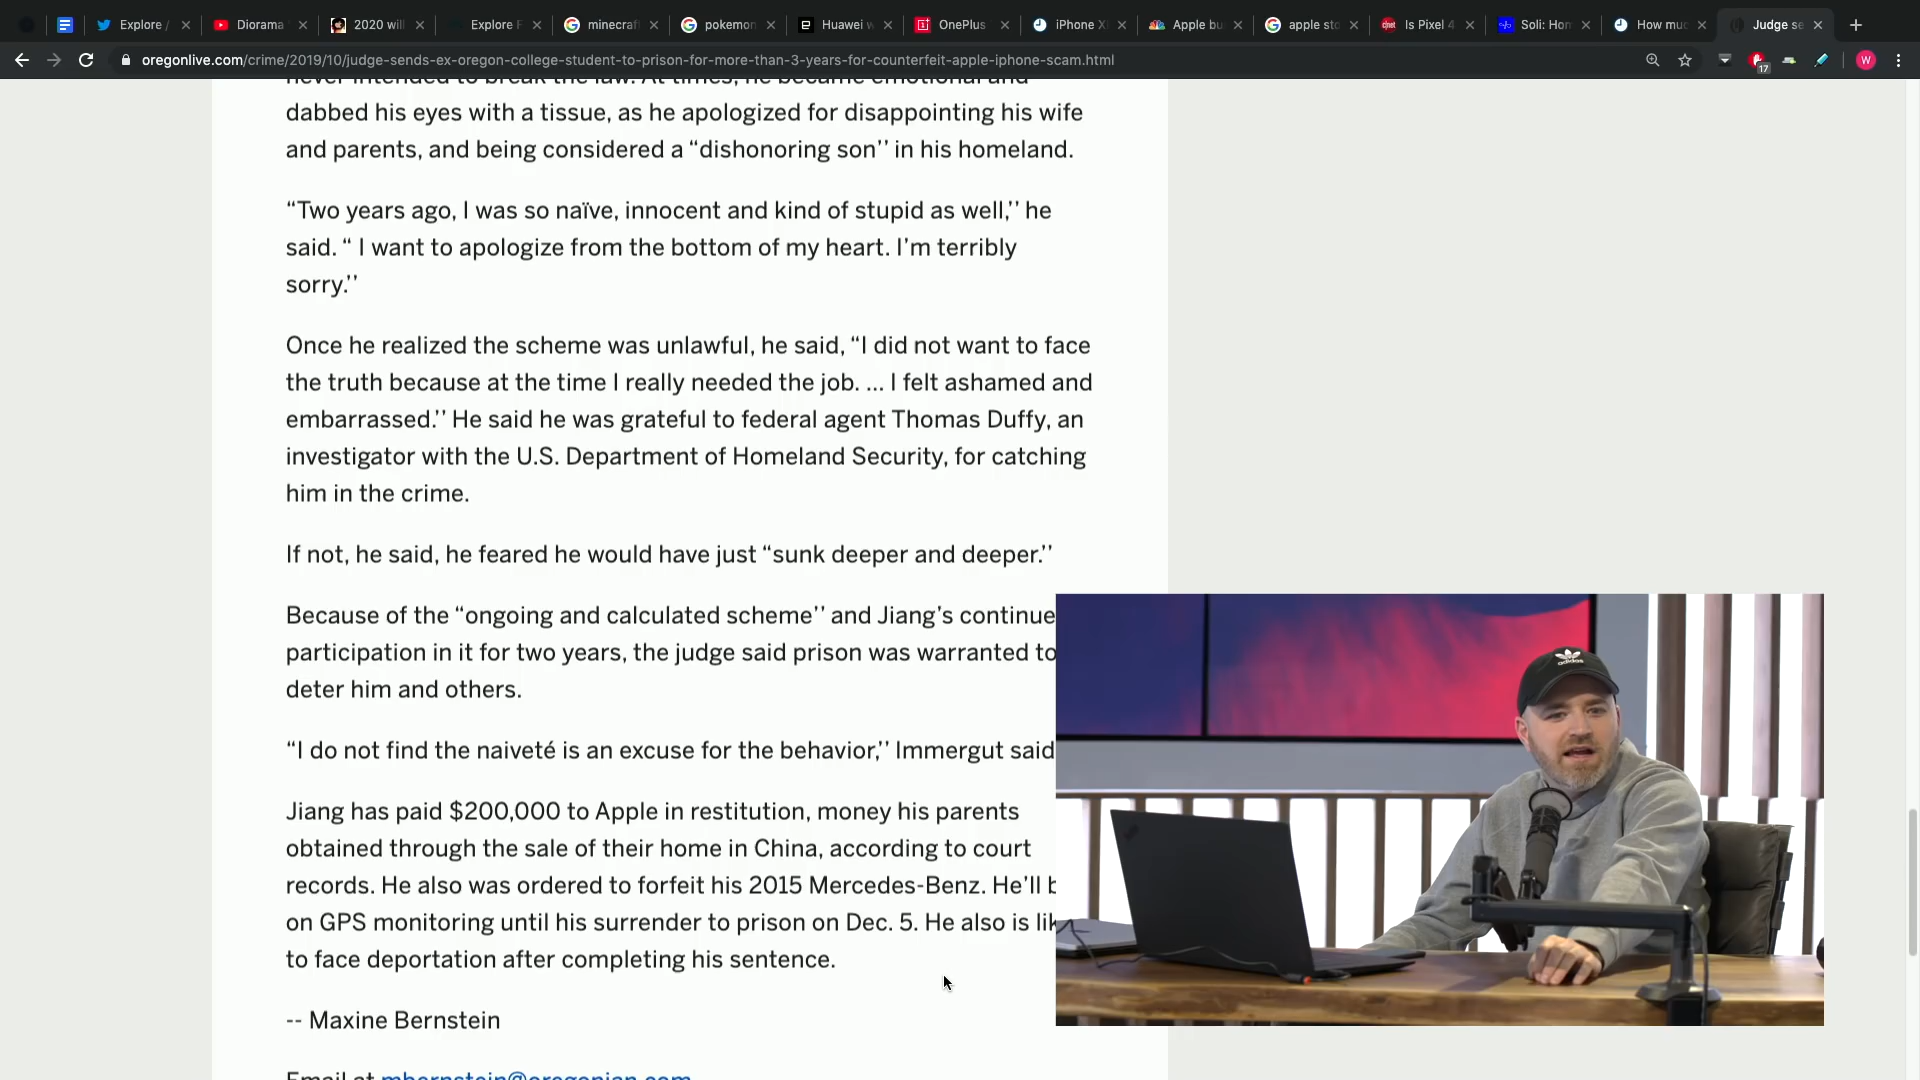 Explore /
Diorama
2020 will
Explore F
minecraf
pokemon
Huawei w
OnePlus
iPhone X
Apple bu
apple sto
Is Pixel 4
Soli: Hom
How muc
Judge se
oregonlive.com/crime/2019/10/judge-sends-ex-oregon-college-student-to-prison-for-more-than-3-years-for-counterfeit-apple-iphone-scam.html
17
W
never intended to break the law. At times, he became emotional and
dabbed his eyes with a tissue, as he apologized for disappointing his wife
and parents, and being considered a “dishonoring son’’ in his homeland.
“Two years ago, I was so naïve, innocent and kind of stupid as well,’’ he
said. “ I want to apologize from the bottom of my heart. I’m terribly
sorry.’’
Once he realized the scheme was unlawful, he said, “I did not want to face
the truth because at the time I really needed the job. ... I felt ashamed and
embarrassed.’’ He said he was grateful to federal agent Thomas Duffy, an
investigator with the U.S. Department of Homeland Security, for catching
him in the crime.
If not, he said, he feared he would have just “sunk deeper and deeper.’’
Because of the “ongoing and calculated scheme’’ and Jiang’s continue
participation in it for two years, the judge said prison was warranted to
deter him and others.
“I do not find the naiveté is an excuse for the behavior,’’ Immergut said
Jiang has paid $200,000 to Apple in restitution, money his parents
obtained through the sale of their home in China, according to court
records. He also was ordered to forfeit his 2015 Mercedes-Benz. He’ll b
on GPS monitoring until his surrender to prison on Dec. 5. He also is lik
to face deportation after completing his sentence.
-- Maxine Bernstein
Email at mbernstein@oregonian.com
adidas